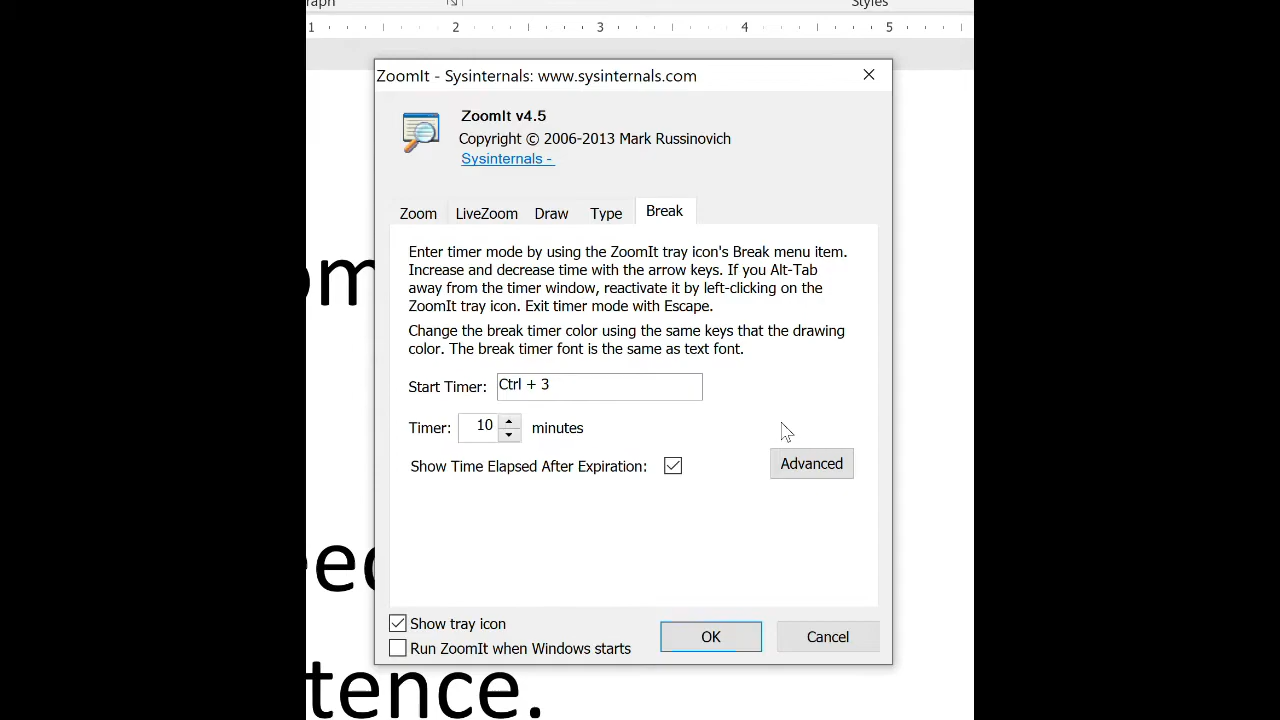 raph
Styles
1 2 3 4 5
ZoomIt - Sysinternals: www.sysinternals.com
ZoomIt v4.5
Copyright © 2006-2013 Mark Russinovich
Sysinternals -
Zoom LiveZoom Draw Type Break
om
Enter timer mode by using the ZoomIt tray icon's Break menu item.
Increase and decrease time with the arrow keys. If you Alt-Tab
away from the timer window, reactivate it by left-clicking on the
ZoomIt tray icon. Exit timer mode with Escape.
Change the break timer color using the same keys that the drawing
color. The break timer font is the same as text font.
Start Timer: Ctrl + 3
Timer: 10 minutes
Show Time Elapsed After Expiration:
Advanced
eed
Show tray icon
Run ZoomIt when Windows starts
OK Cancel
tence.